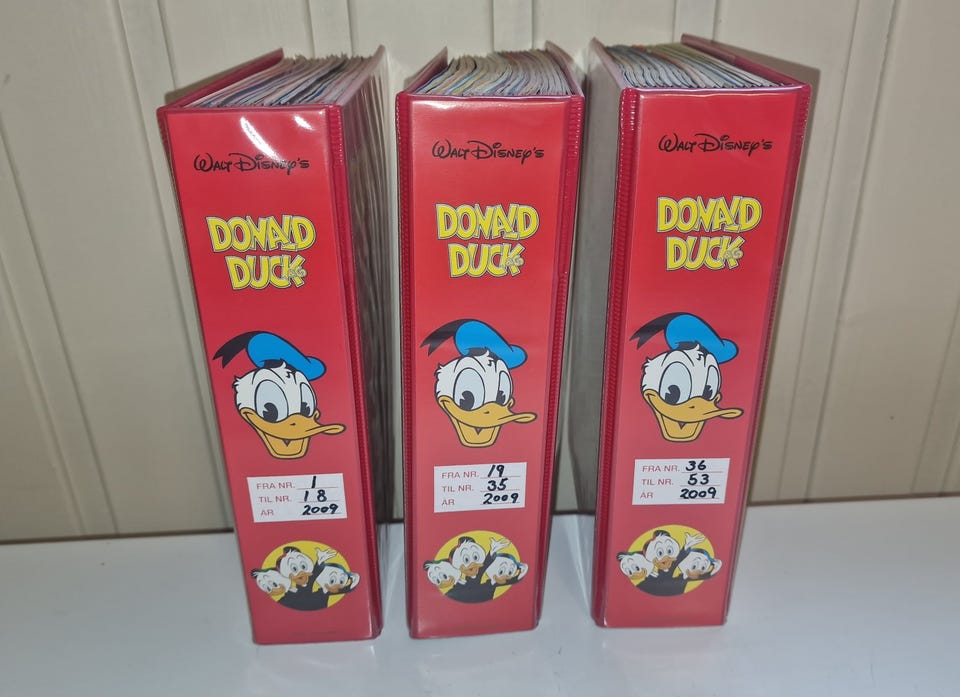 WALT DISNEY'S
DONALD
DUCK
FRA NR. 1
TIL NR. 18
ÅR 2009
WALT DISNEY'S
DONALD
DUCK
FRA NR. 19
TIL NR. 35
ÅR 2009
WALT DISNEY'S
DONALD
DUCK
FRA NR. 36
TIL NR. 53
ÅR 2009